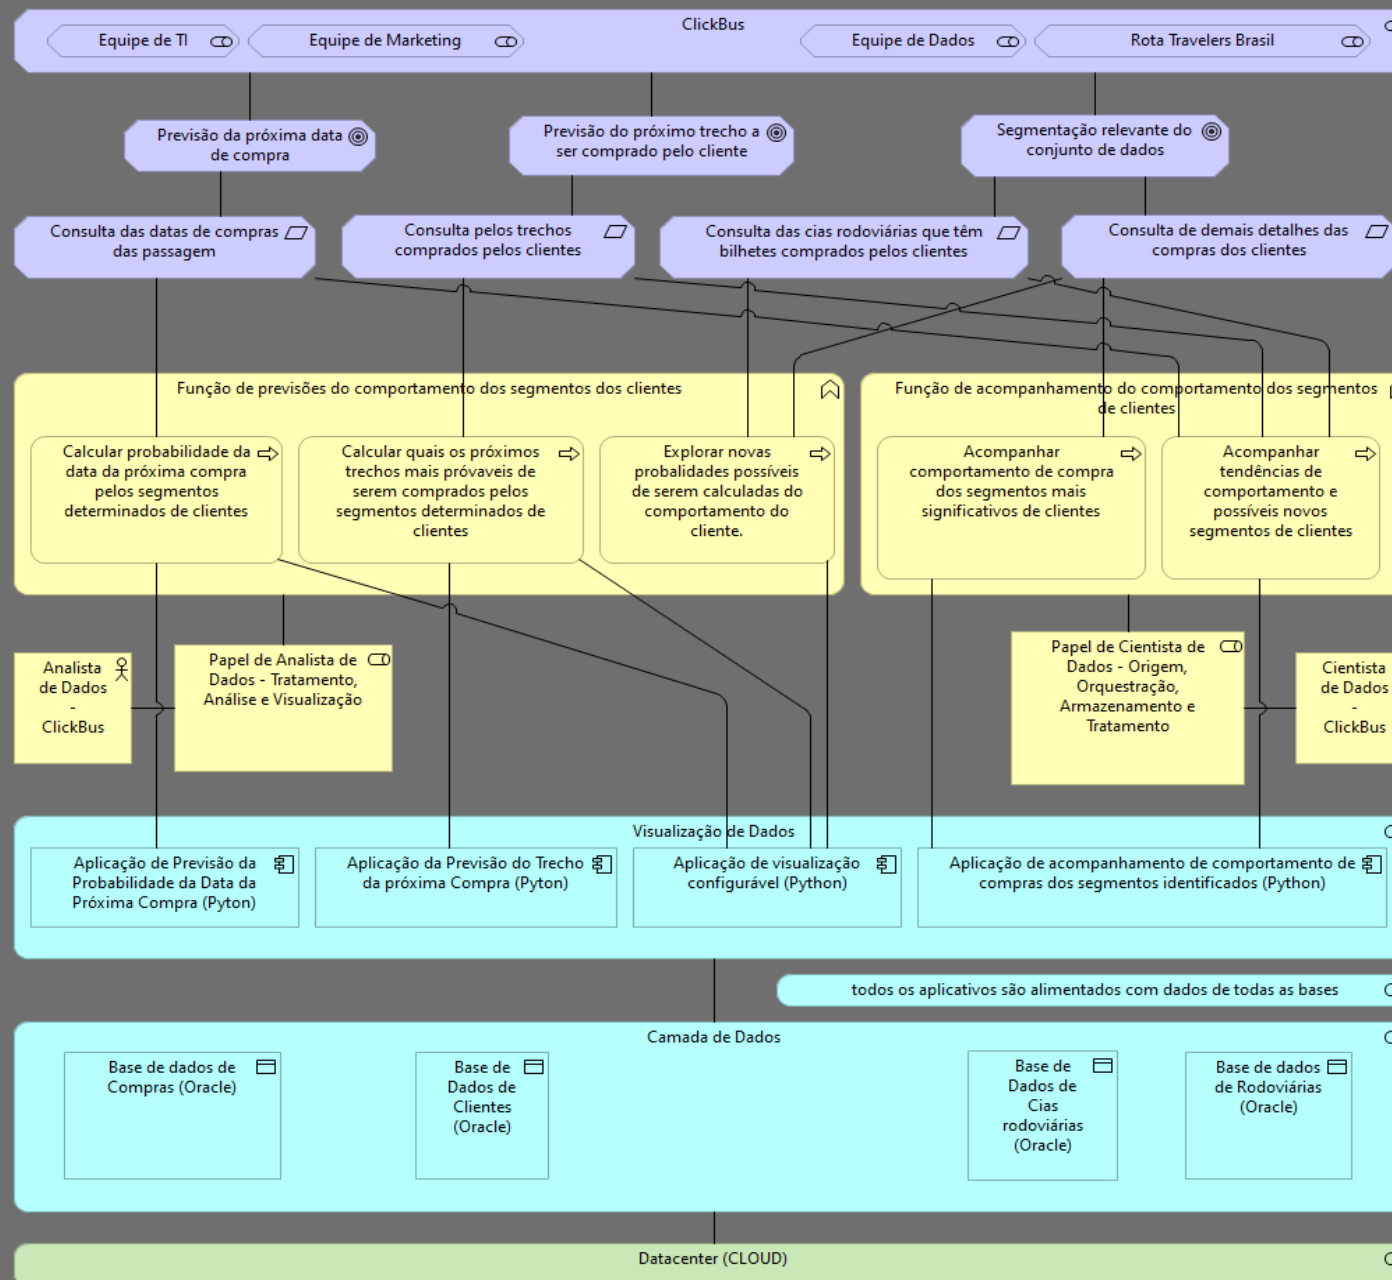 ClickBus
Equipe de TI
Equipe de Marketing
Equipe de Dados
Rota Travelers Brasil
Previsão da próxima data
de compra
Previsão do próximo trecho a
ser comprado pelo cliente
Segmentação relevante do
conjunto de dados
Consulta das datas de compras
das passagem
Consulta pelos trechos
comprados pelos clientes
Consulta das cias rodoviárias que têm
bilhetes comprados pelos clientes
Consulta de demais detalhes das
compras dos clientes
Função de previsões do comportamento dos segmentos dos clientes
Calcular probabilidade da
data da próxima compra
pelos segmentos
determinados de clientes
Calcular quais os próximos
trechos mais próvaveis de
serem comprados pelos
segmentos determinados de
clientes
Explorar novas
probalidades possíveis
de serem calculadas do
comportamento do
cliente.
Função de acompanhamento do comportamento dos segmentos
de clientes
Acompanhar
comportamento de compra
dos segmentos mais
significativos de clientes
Acompanhar
tendências de
comportamento e
possíveis novos
segmentos de clientes
Analista
de Dados
-
ClickBus
Papel de Analista de
Dados - Tratamento,
Análise e Visualização
Papel de Cientista de
Dados - Origem,
Orquestração,
Armazenamento e
Tratamento
Cientista
de Dados
-
ClickBus
Visualização de Dados
Aplicação de Previsão da
Probabilidade da Data da
Próxima Compra (Pyton)
Aplicação da Previsão do Trecho
da próxima Compra (Pyton)
Aplicação de visualização
configurável (Python)
Aplicação de acompanhamento de comportamento de
compras dos segmentos identificados (Python)
todos os aplicativos são alimentados com dados de todas as bases
Camada de Dados
Base de dados de
Compras (Oracle)
Base de
Dados de
Clientes
(Oracle)
Base de
Dados de
Cias
rodoviárias
(Oracle)
Base de dados
de Rodoviárias
(Oracle)
Datacenter (CLOUD)